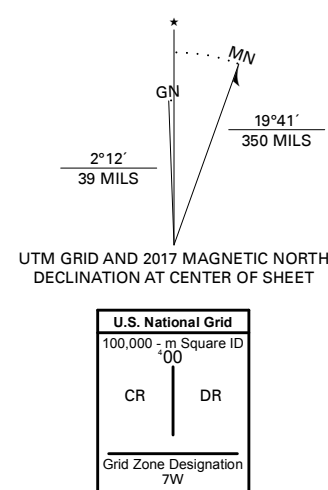 ★
MN
GN
19°41´
350 MILS
2°12´
39 MILS
UTM GRID AND 2017 MAGNETIC NORTH
DECLINATION AT CENTER OF SHEET
U.S. National Grid
100,000 - m Square ID
⁴00
CR DR
Grid Zone Designation
7W